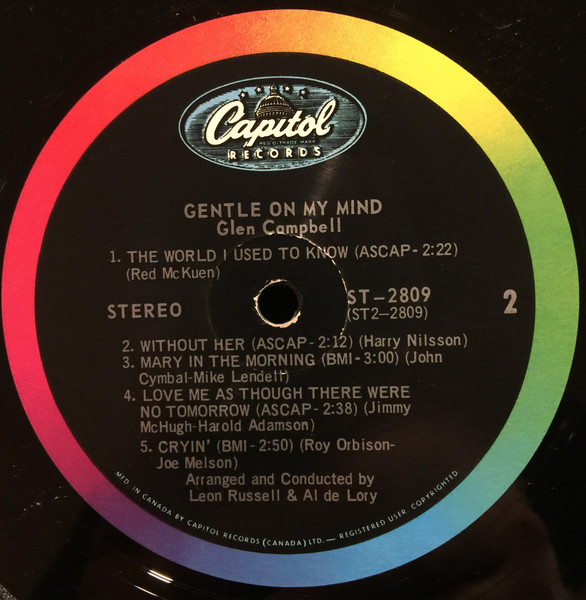 Capitol
REG. U.S. TRADE MARK
RECORDS
GENTLE ON MY MIND
Glen Campbell
1. THE WORLD I USED TO KNOW (ASCAP - 2:22)
(Red McKuen)
STEREO
ST-2809
(ST2-2809)
2
2. WITHOUT HER (ASCAP - 2:12) (Harry Nilsson)
3. MARY IN THE MORNING (BMI - 3:00) (John
Cymbal-Mike Lendell)
4. LOVE ME AS THOUGH THERE WERE
NO TOMORROW (ASCAP - 2:38) (Jimmy
McHugh-Harold Adamson)
5. CRYIN' (BMI - 2:50) (Roy Orbison-
Joe Melson)
Arranged and Conducted by
Leon Russell & Al de Lory
MFD. IN CANADA BY CAPITOL RECORDS (CANADA) LTD. — REGISTERED USER. COPYRIGHTED